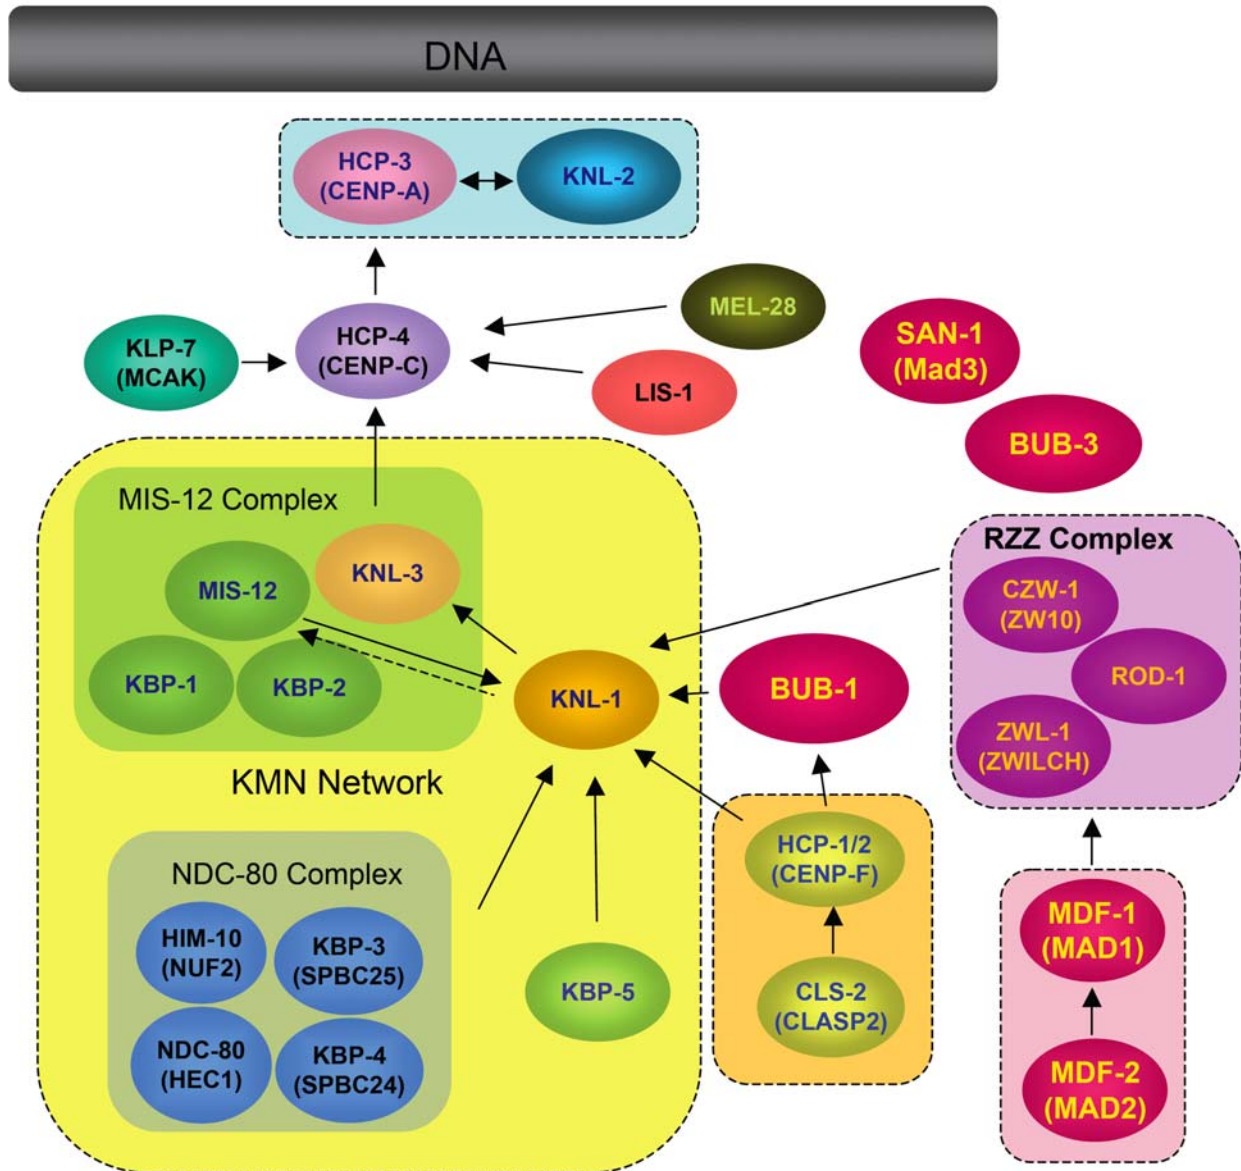 DNA
HCP-3
(CENP-A)
KNL-2
MEL-28
KLP-7
(MCAK)
HCP-4
(CENP-C)
LIS-1
SAN-1
(Mad3)
BUB-3
MIS-12 Complex
KNL-3
MIS-12
KBP-1
KBP-2
KNL-1
BUB-1
RZZ Complex
CZW-1
(ZW10)
ROD-1
ZWL-1
(ZWILCH)
KMN Network
NDC-80 Complex
HIM-10
(NUF2)
KBP-3
(SPBC25)
NDC-80
(HEC1)
KBP-4
(SPBC24)
KBP-5
HCP-1/2
(CENP-F)
CLS-2
(CLASP2)
MDF-1
(MAD1)
MDF-2
(MAD2)